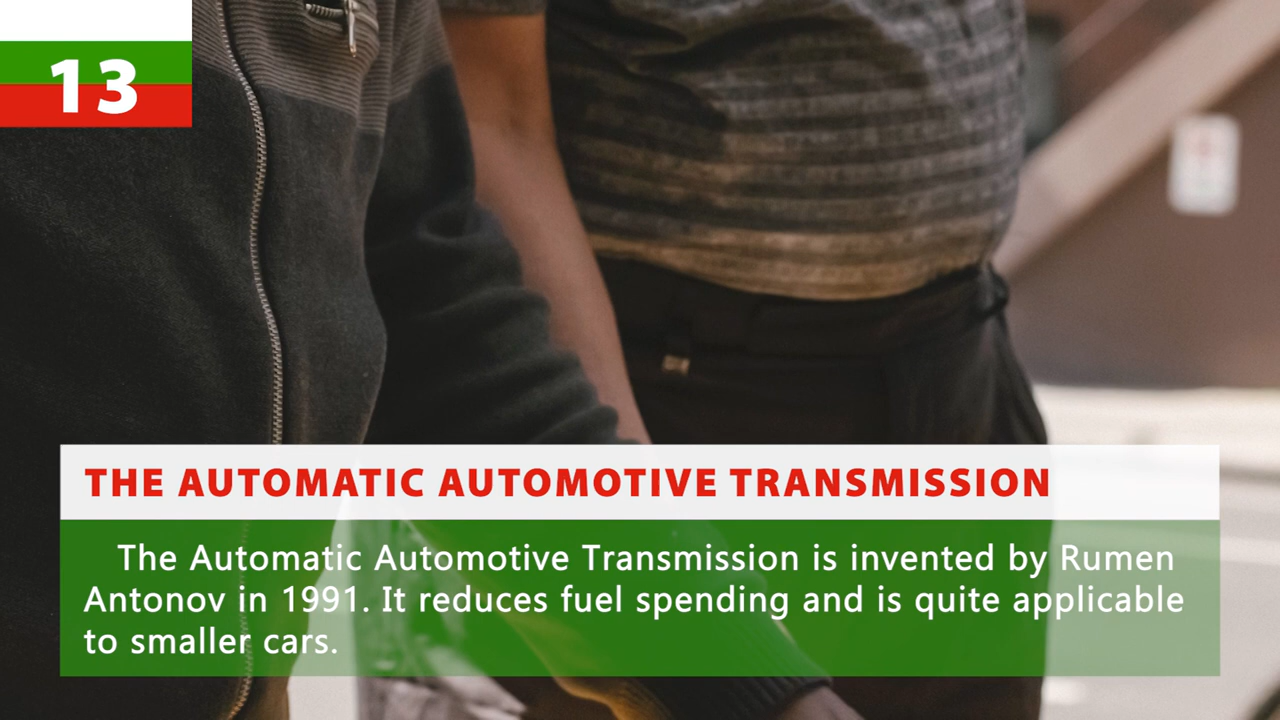 13
THE AUTOMATIC AUTOMOTIVE TRANSMISSION
The Automatic Automotive Transmission is invented by Rumen
Antonov in 1991. It reduces fuel spending and is quite applicable
to smaller cars.